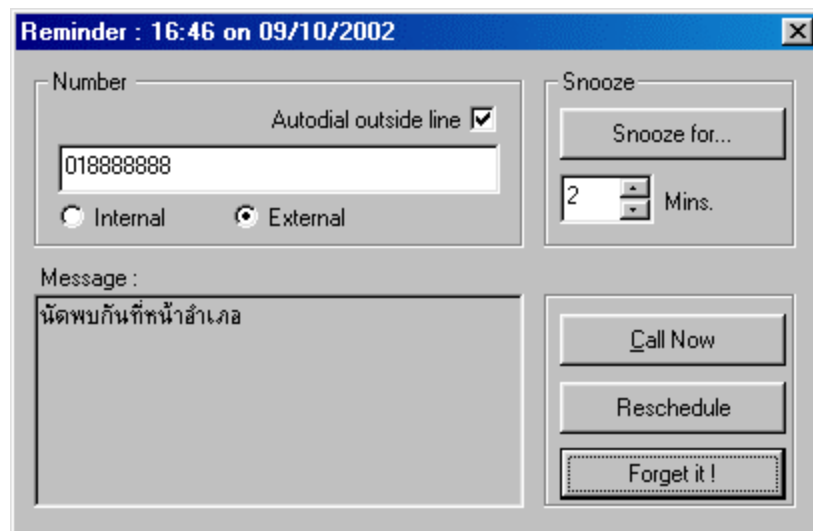 Reminder : 16:46 on 09/10/2002
Number
Autodial outside line
018888888
Internal External
Snooze
Snooze for...
2 Mins.
Message :
นัดพบกันที่หน้าอำเภอ
Call Now
Reschedule
Forget it !